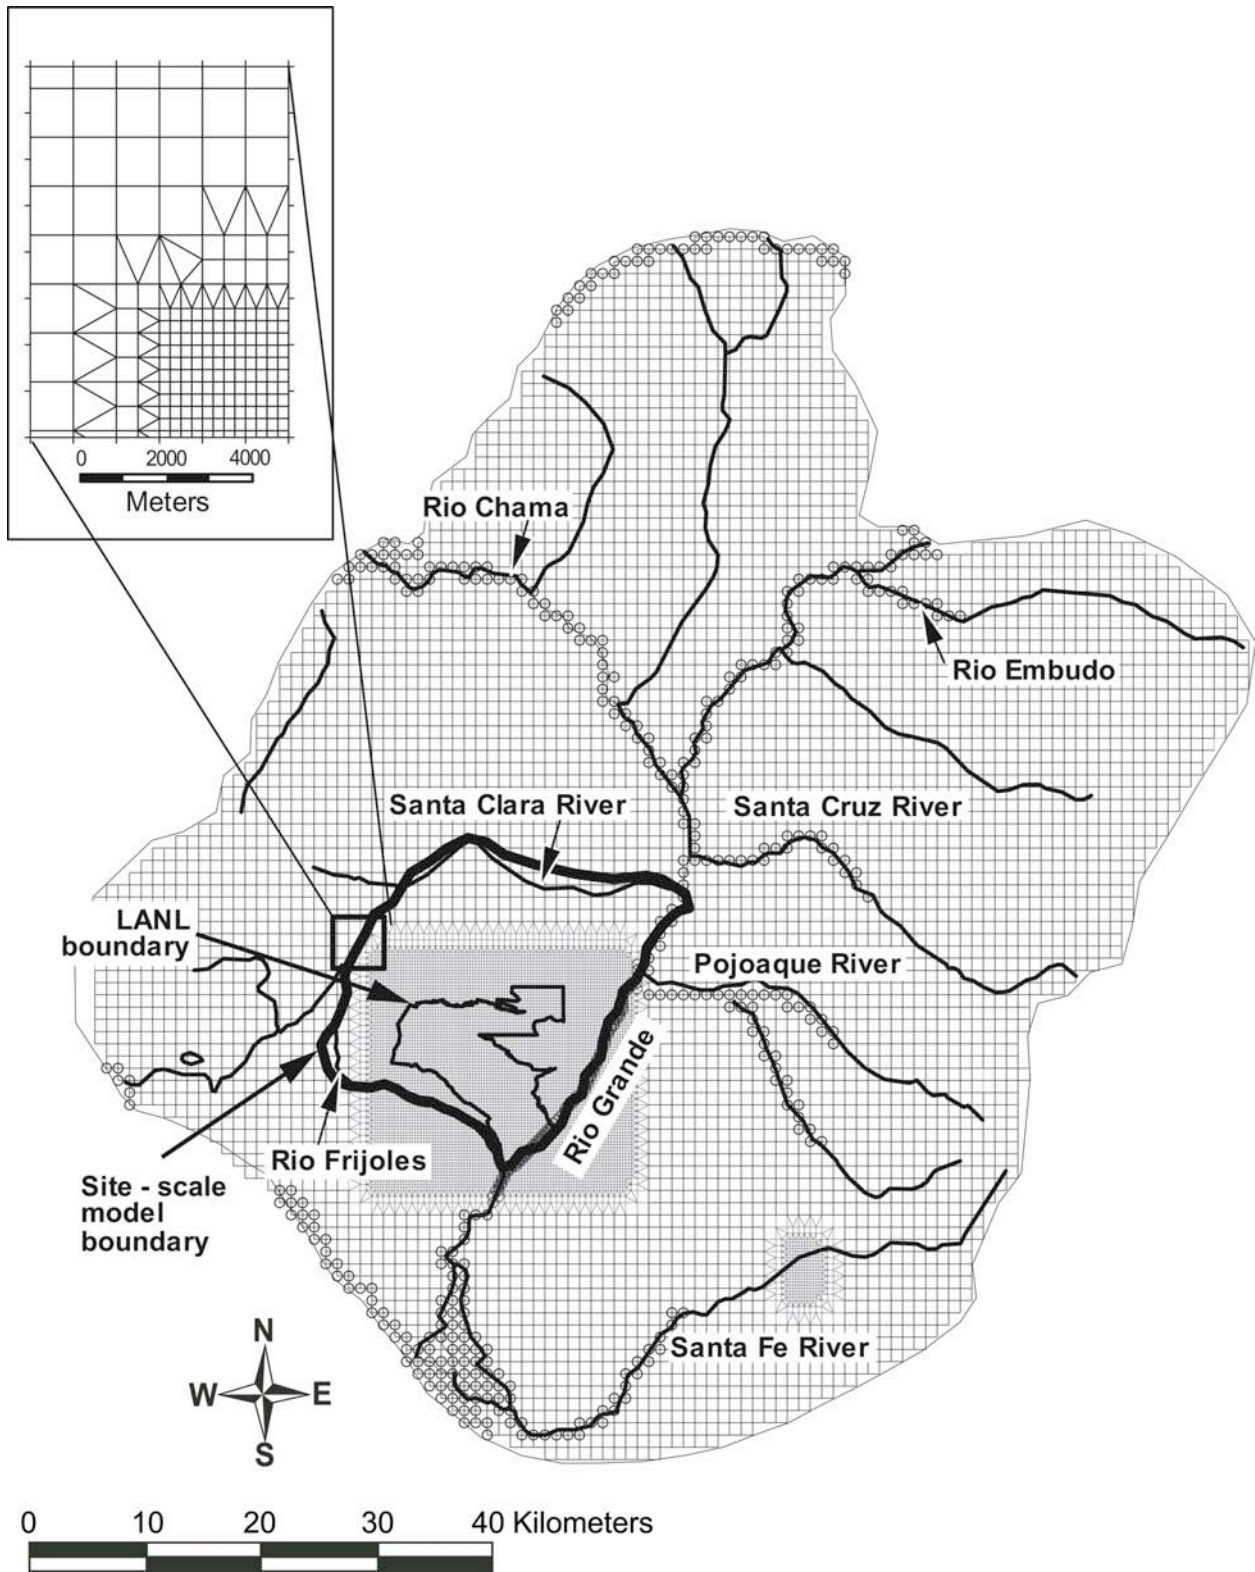 0 2000 4000
Meters
Rio Chama
Rio Embudo
Santa Clara River
Santa Cruz River
LANL
boundary
Pojoaque River
Rio Grande
Rio Frijoles
Site - scale
model
boundary
Santa Fe River
N
W E
S
0 10 20 30 40 Kilometers